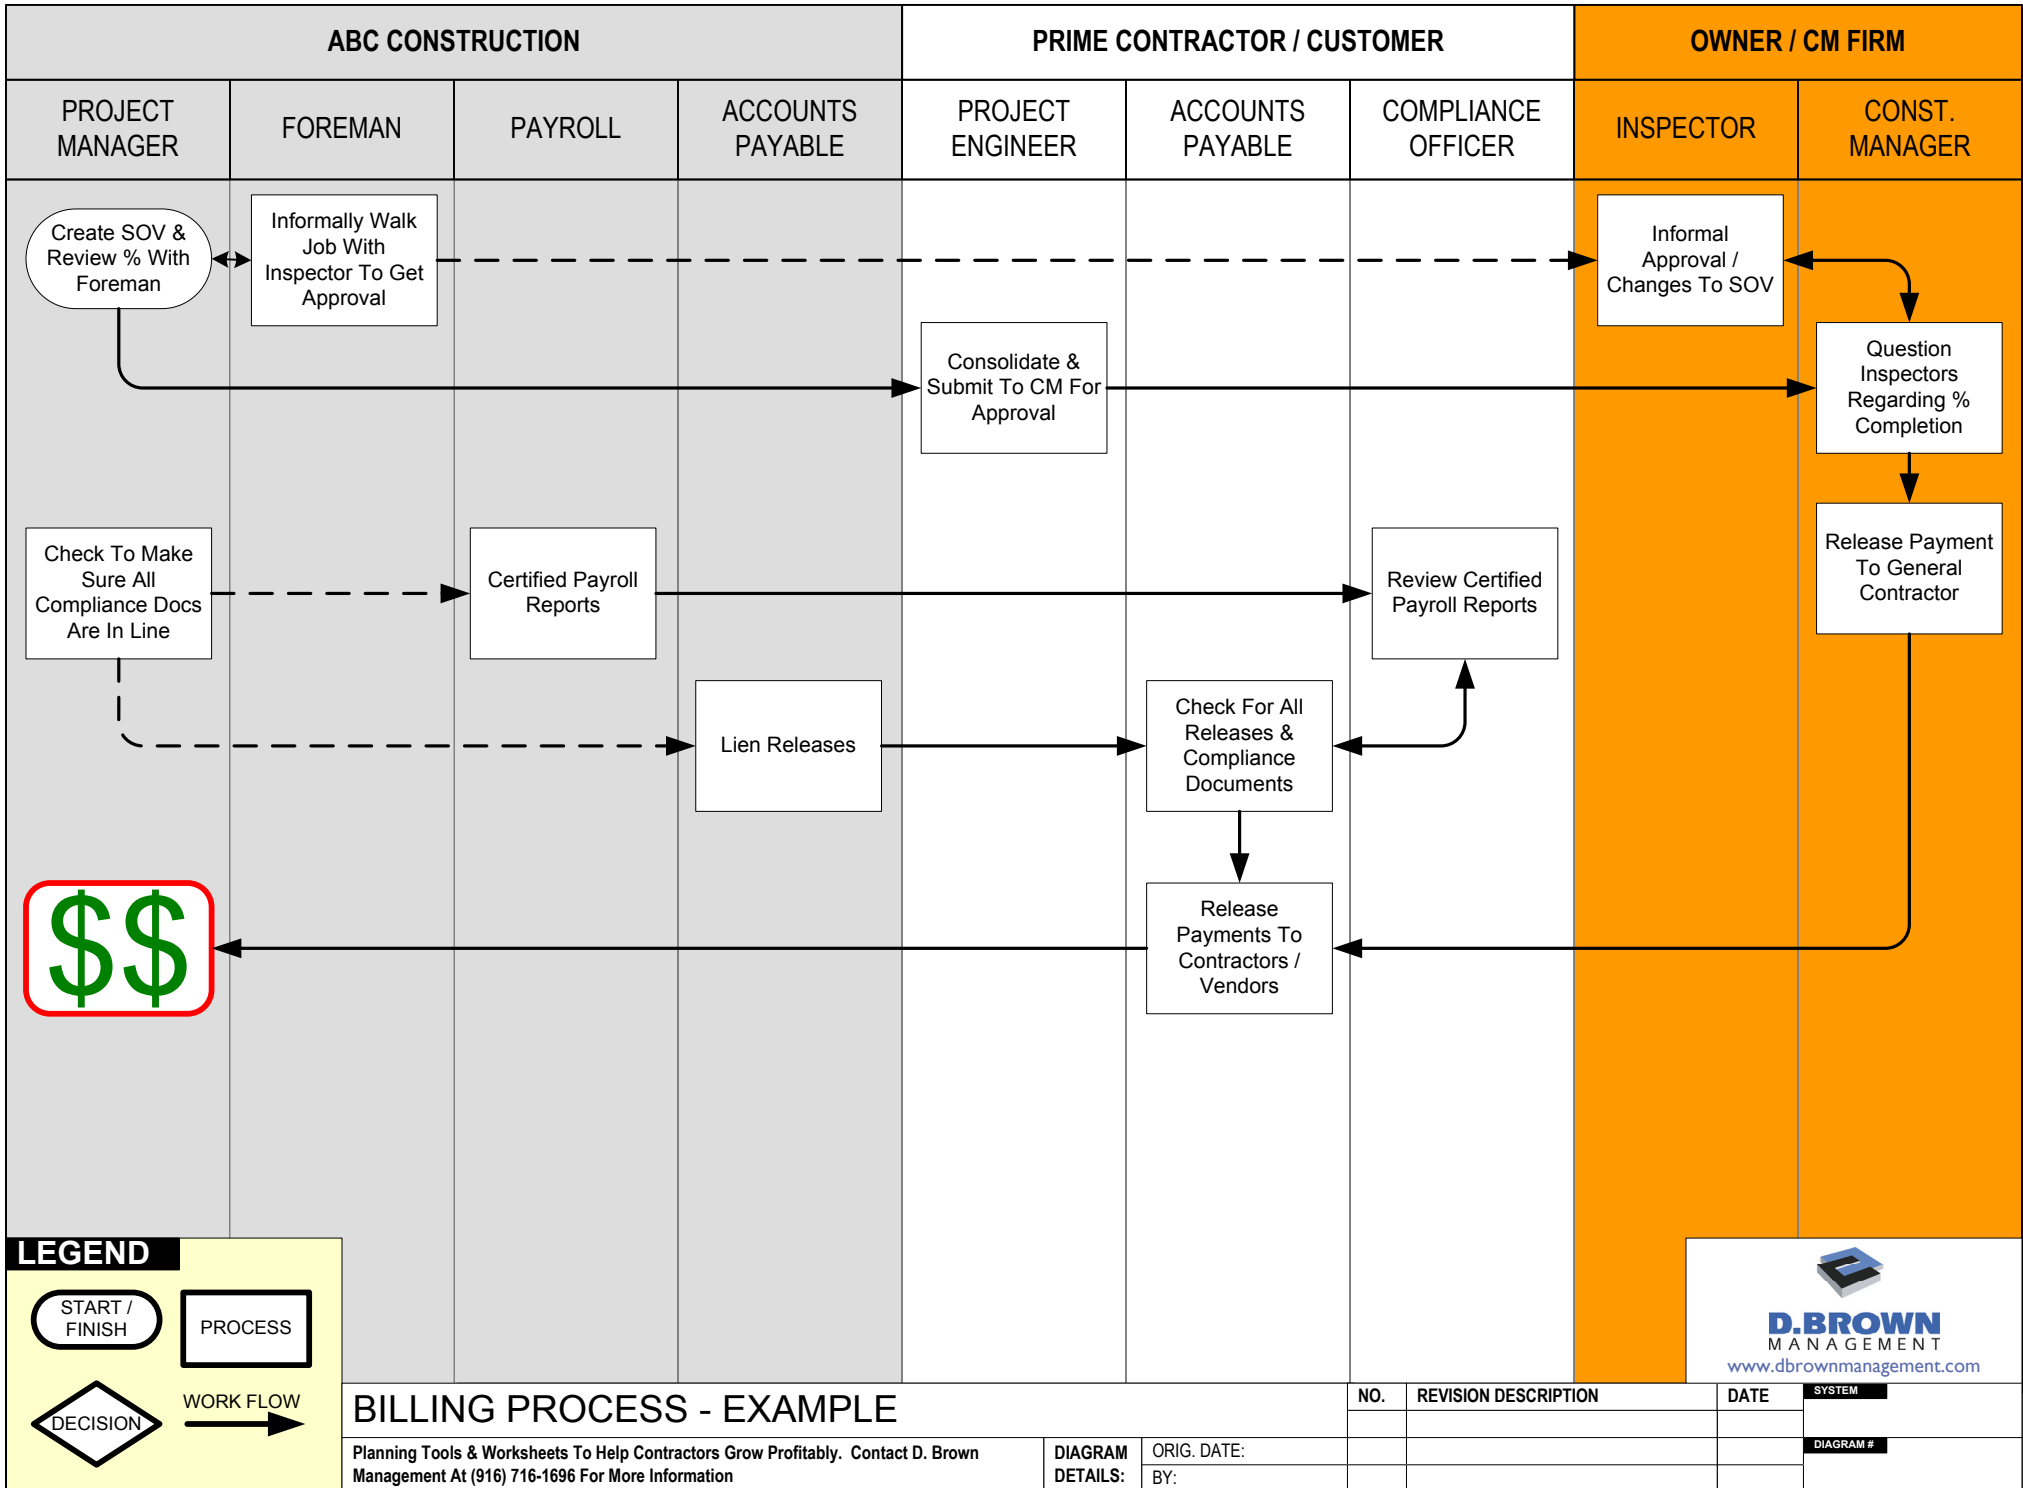 ABC CONSTRUCTION
PRIME CONTRACTOR / CUSTOMER
OWNER / CM FIRM
PROJECT
MANAGER
FOREMAN
PAYROLL
ACCOUNTS
PAYABLE
PROJECT
ENGINEER
ACCOUNTS
PAYABLE
COMPLIANCE
OFFICER
INSPECTOR
CONST.
MANAGER
Create SOV &
Review % With
Foreman
Informally Walk
Job With
Inspector To Get
Approval
Informal
Approval /
Changes To SOV
Consolidate &
Submit To CM For
Approval
Question
Inspectors
Regarding %
Completion
Check To Make
Sure All
Compliance Docs
Are In Line
Certified Payroll
Reports
Review Certified
Payroll Reports
Release Payment
To General
Contractor
Lien Releases
Check For All
Releases &
Compliance
Documents
$$
Release
Payments To
Contractors /
Vendors
LEGEND
START /
FINISH
PROCESS
DECISION
WORK FLOW
D.BROWN
MANAGEMENT
www.dbrownmanagement.com
BILLING PROCESS - EXAMPLE
Planning Tools & Worksheets To Help Contractors Grow Profitably. Contact D. Brown
Management At (916) 716-1696 For More Information
DIAGRAM
DETAILS:
ORIG. DATE:
BY:
NO.
REVISION DESCRIPTION
DATE
SYSTEM
DIAGRAM #